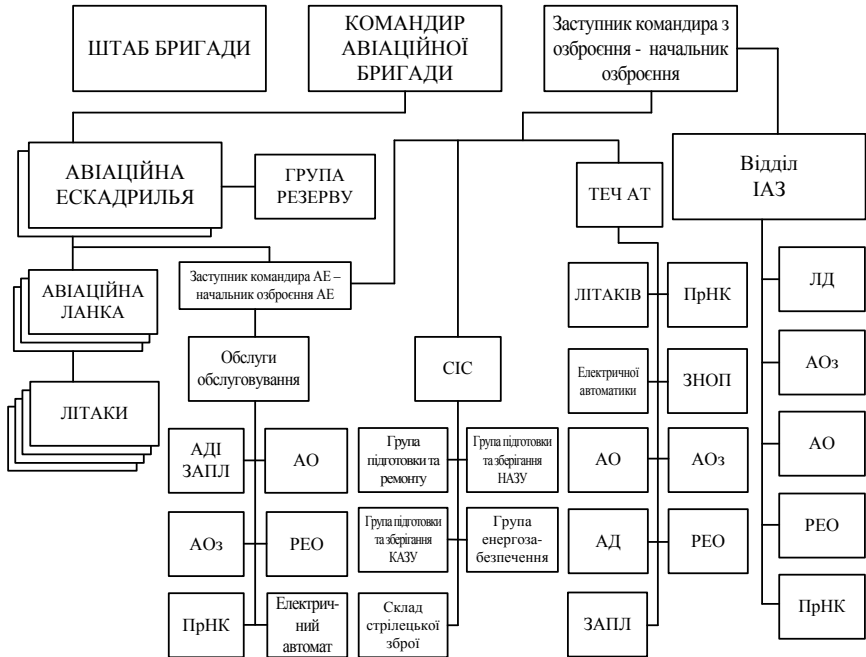 ШТАБ БРИГАДИ
КОМАНДИР
АВІАЦІЙНОЇ
БРИГАДИ
Заступник командира з
озброєння - начальник
озброєння
АВІАЦІЙНА
ЕСКАДРИЛЬЯ
ГРУПА
РЕЗЕРВУ
ТЕЧ АТ
Відділ
ІАЗ
АВІАЦІЙНА
ЛАНКА
Заступник командира АЕ –
начальник озброєння АЕ
ЛІТАКІВ
ПрНК
ЛД
ЛІТАКИ
Обслуги
обслуговування
СІС
Електричної
автоматики
ЗНОП
АОз
АДІ
ЗАПЛ
АО
Група
підготовки та
ремонту
Група підготовки
та зберігання
НАЗУ
АО
АОз
АО
АОз
РЕО
Група підготовки
та зберігання
КАЗУ
Група
енергоза-
безпечення
АД
РЕО
РЕО
ПрНК
Електрич-
ний
автомат
Склад
стрілецької
зброї
ЗАПЛ
ПрНК